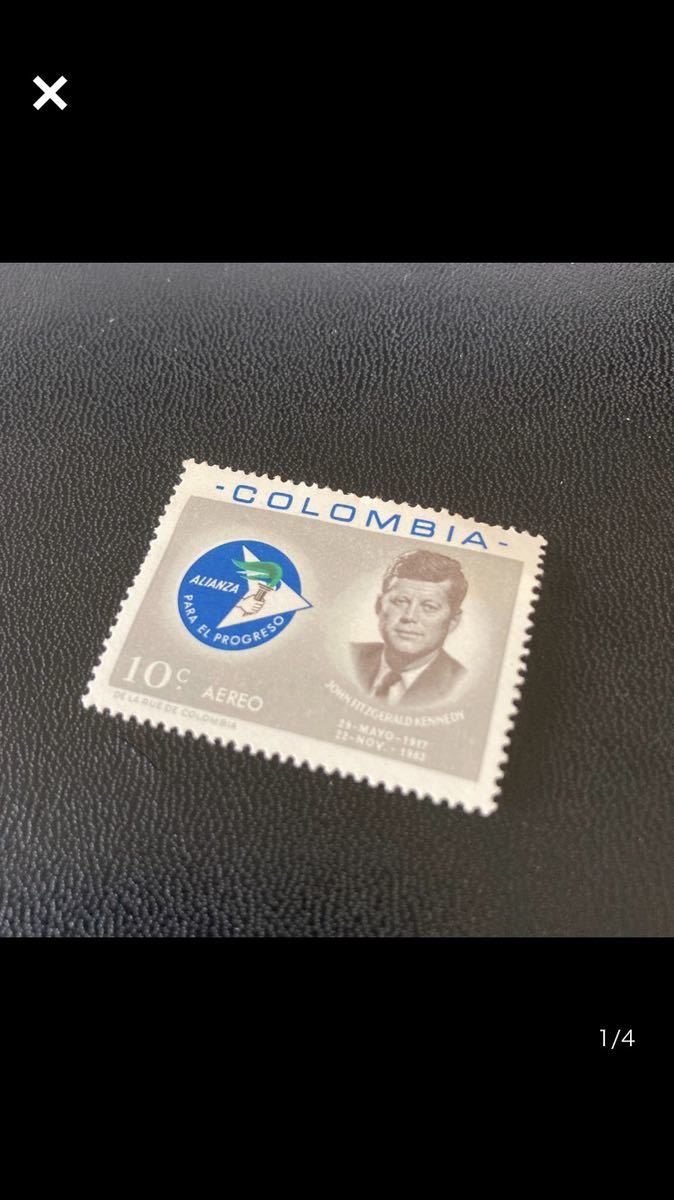 -COLOMBIA-
ALIANZA
PARA EL PROGRESO
10c AEREO
DE LA RUE DE COLOMBIA
JOHN FITZGERALD KENNEDY
29-MAYO-1917
22-NOV.-1963
1/4